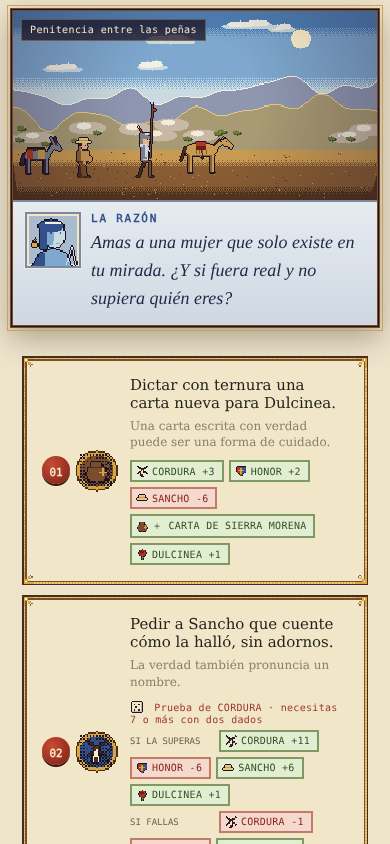 Penitencia entre las peñas
LA RAZÓN
Amas a una mujer que solo existe en
tu mirada. ¿Y si fuera real y no
supiera quién eres?
01
Dictar con ternura una
carta nueva para Dulcinea.
Una carta escrita con verdad
puede ser una forma de cuidado.
CORDURA +3 HONOR +2
SANCHO -6
+ CARTA DE SIERRA MORENA
DULCINEA +1
02
Pedir a Sancho que cuente
cómo la halló, sin adornos.
La verdad también pronuncia un
nombre.
Prueba de CORDURA · necesitas
7 o más con dos dados
SI LA SUPERAS CORDURA +11
HONOR -6 SANCHO +6
DULCINEA +1
SI FALLAS CORDURA -1